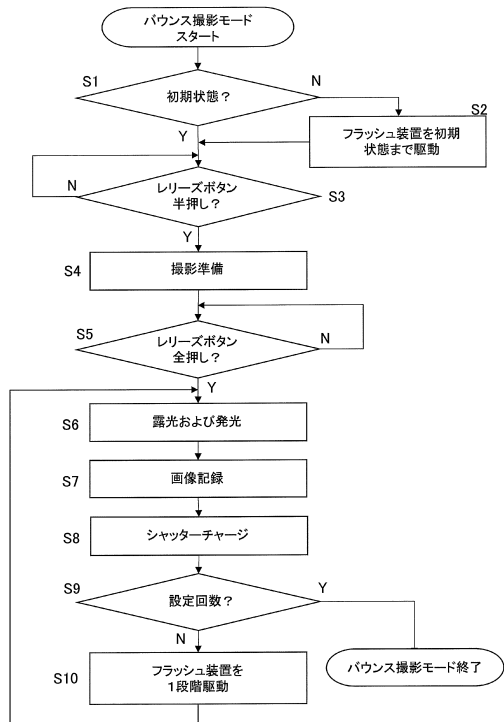 バウンス撮影モード
スタート
S1
初期状態？
N
S2
Y
フラッシュ装置を初期
状態まで駆動
N
レリーズボタン
半押し？
S3
Y
S4
撮影準備
S5
レリーズボタン
全押し？
N
Y
S6
露光および発光
S7
画像記録
S8
シャッターチャージ
S9
設定回数？
Y
N
S10
フラッシュ装置を
１段階駆動
バウンス撮影モード終了